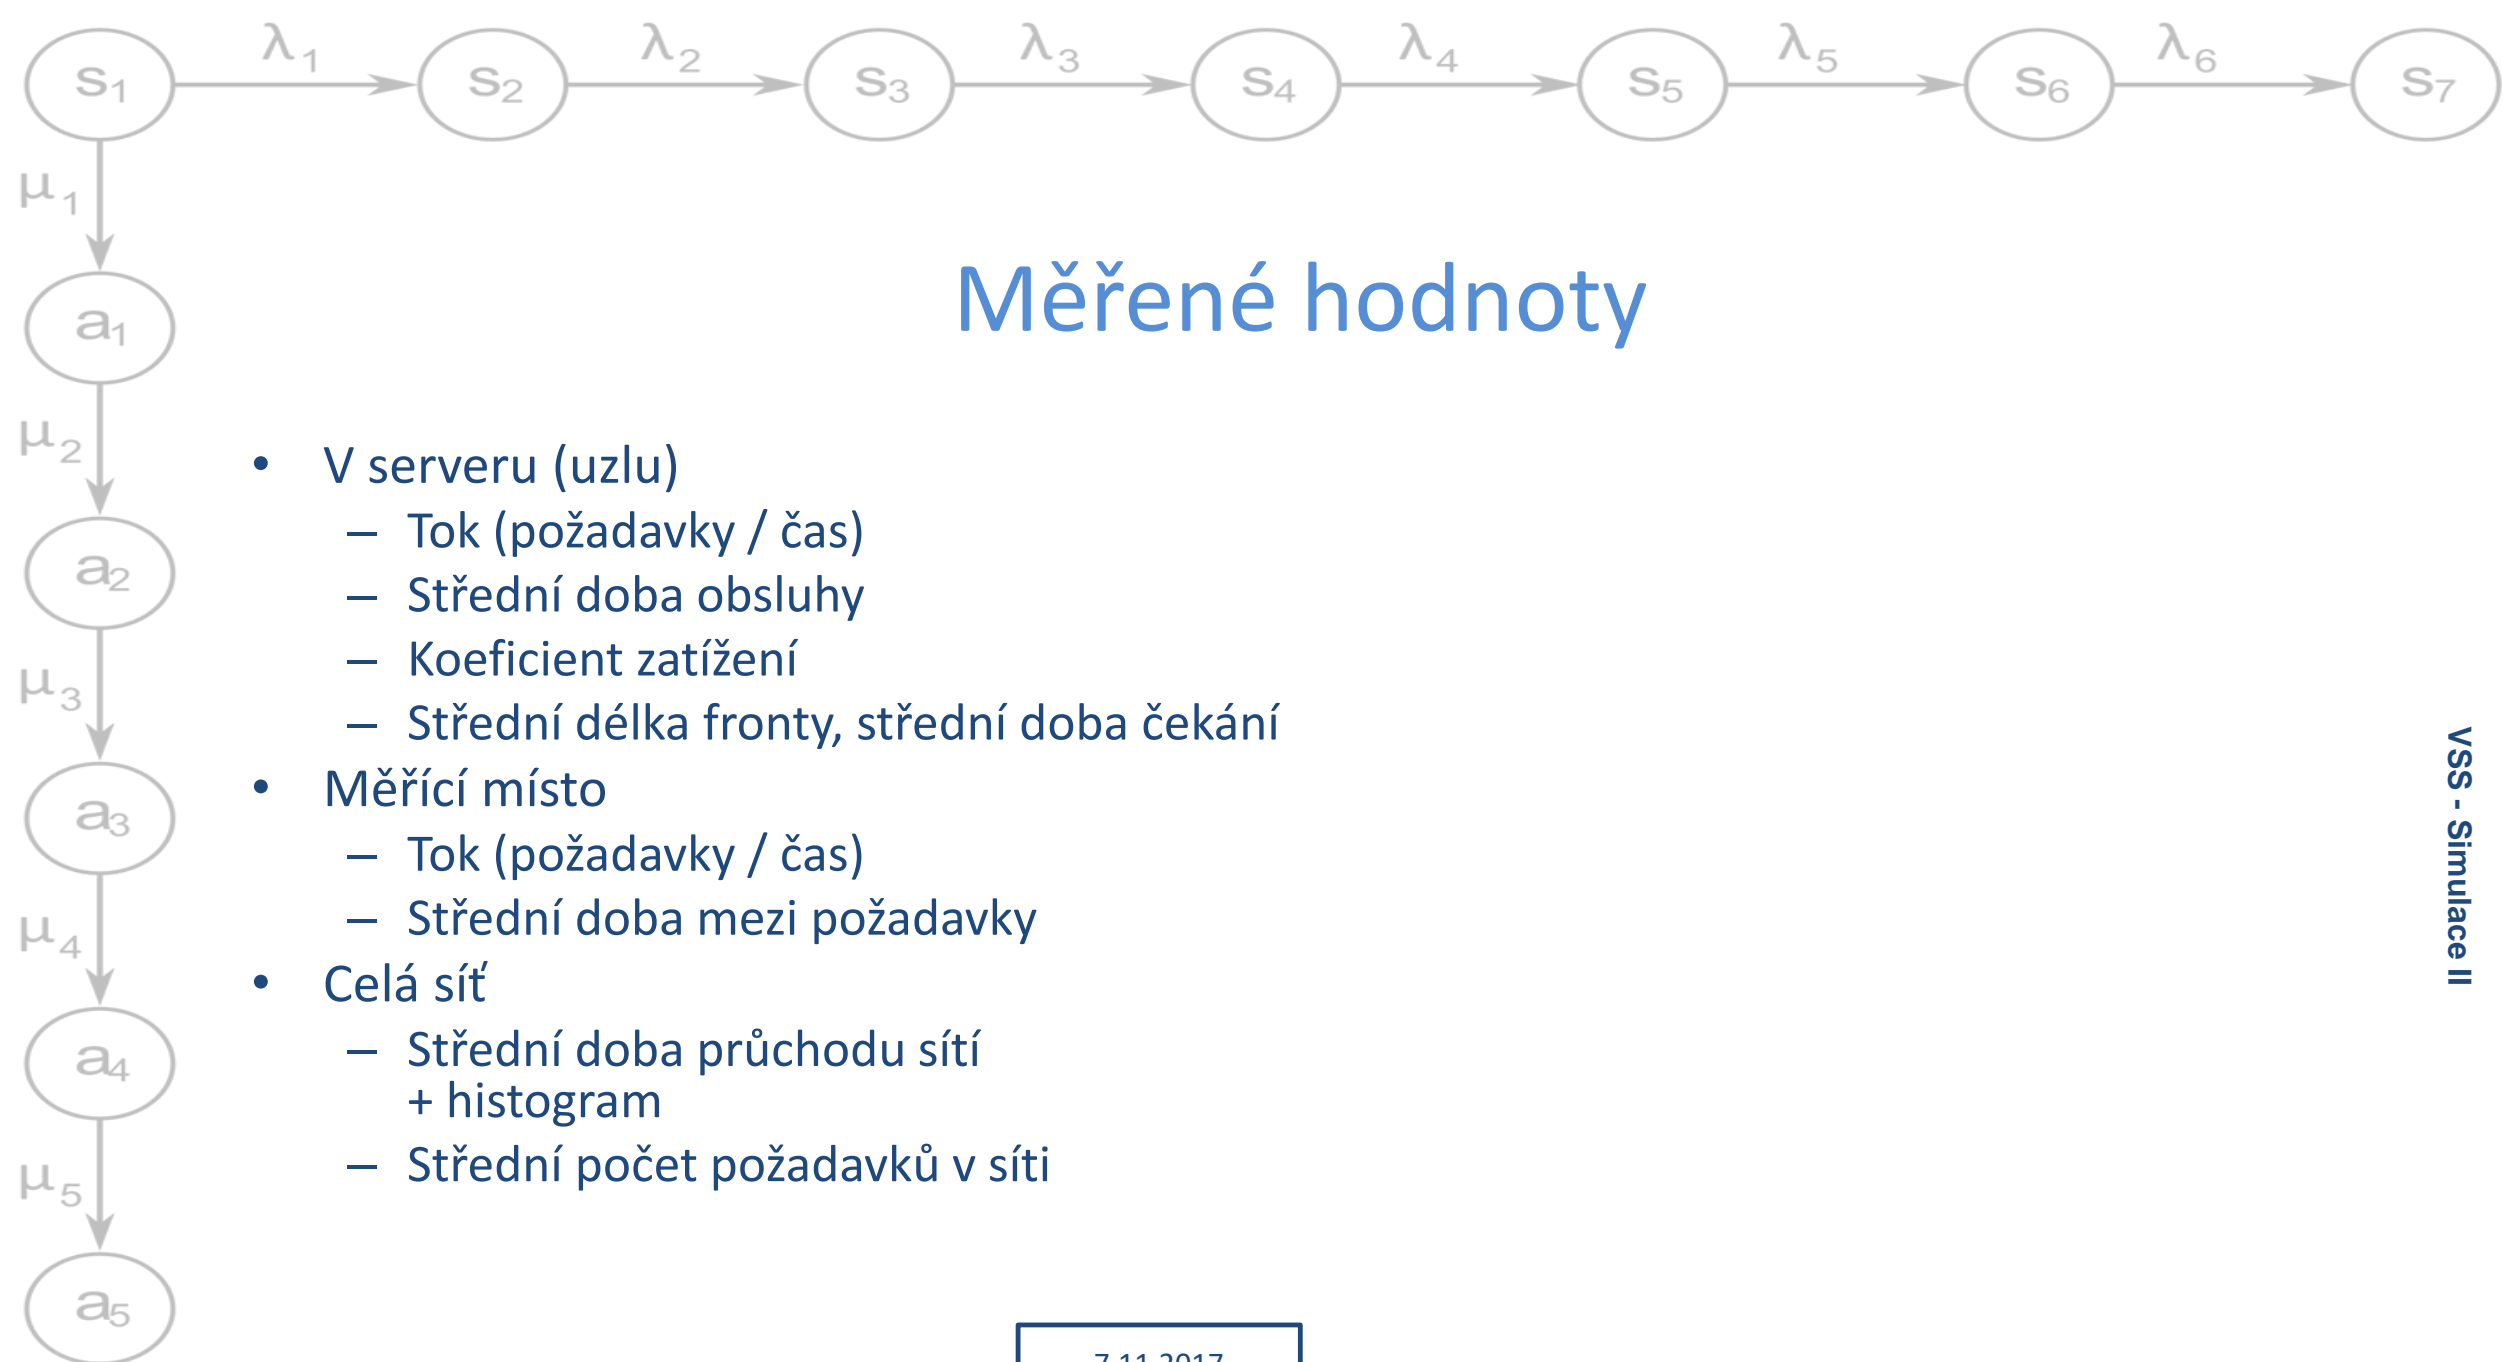 s1 λ1 s2 λ2 s3 λ3 s4 λ4 s5 λ5 s6 λ6 s7
μ1
a1
μ2
a2
μ3
a3
μ4
a4
μ5
a5
Měřené hodnoty
• V serveru (uzlu)
– Tok (požadavky / čas)
– Střední doba obsluhy
– Koeficient zatížení
– Střední délka fronty, střední doba čekání
• Měřící místo
– Tok (požadavky / čas)
– Střední doba mezi požadavky
• Celá síť
– Střední doba průchodu sítí
+ histogram
– Střední počet požadavků v síti
VSS - Simulace II
7.11.2017